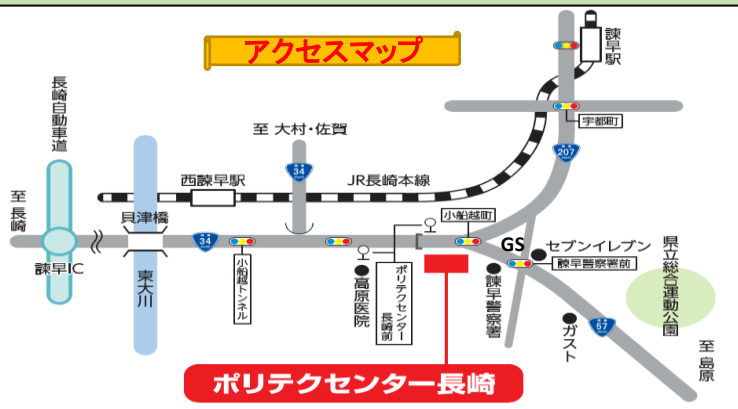 アクセスマップ
諫早駅
長崎自動車道
宇都町
至 大村・佐賀
34
207
西諫早駅
JR長崎本線
至 長崎
貝津橋
小船越町
34
GS
セブンイレブン
諫早警察署前
県立総合運動公園
諫早IC
東大川
小船越トンネル
高原医院
ポリテクセンター長崎前
諫早警察署
ガスト
57
至 島原
ポリテクセンター長崎